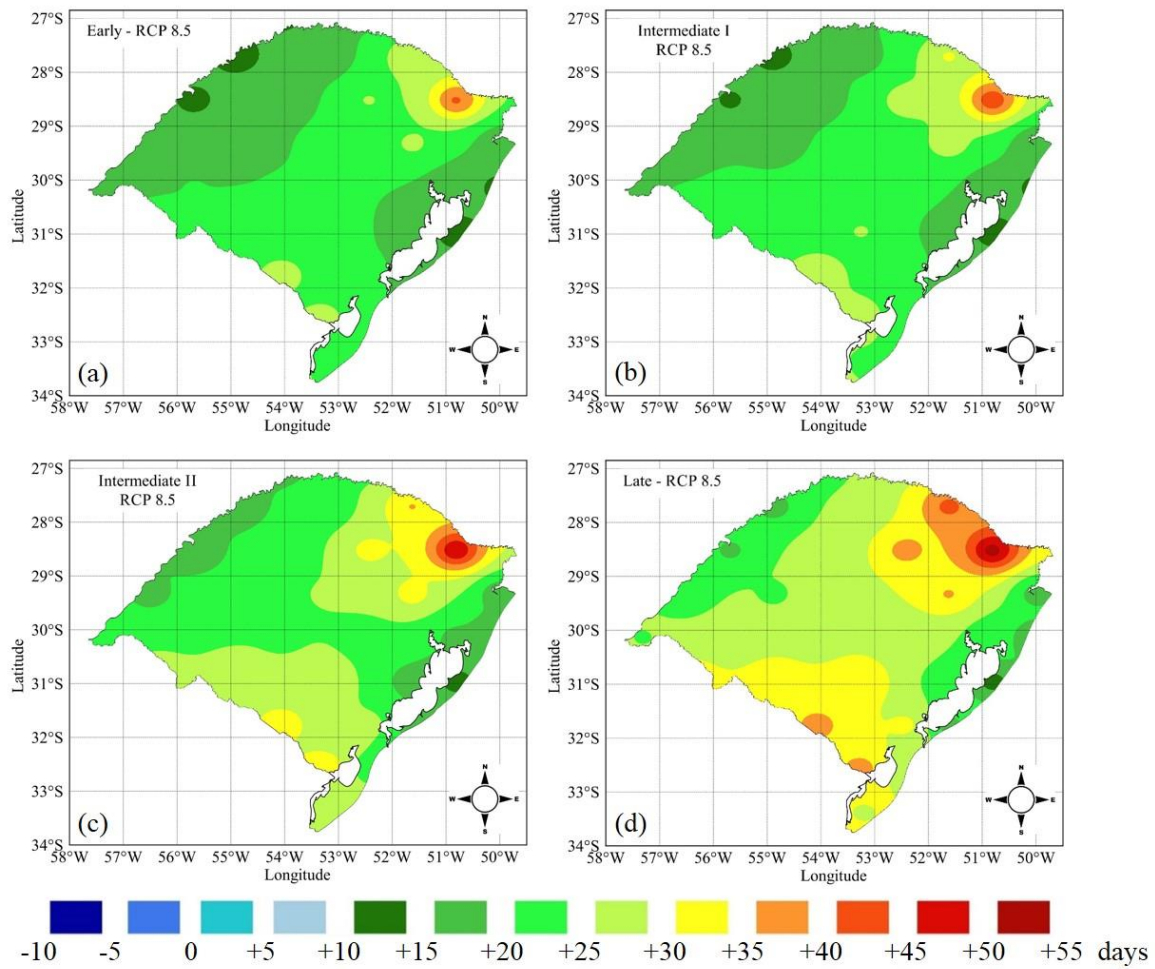 Early - RCP 8.5
27°S
28°S
29°S
30°S
31°S
32°S
33°S
34°S
Latitude
N
W E
S
(a)
58°W 57°W 56°W 55°W 54°W 53°W 52°W 51°W 50°W
Longitude
Intermediate I
RCP 8.5
27°S
28°S
29°S
30°S
31°S
32°S
33°S
34°S
Latitude
N
W E
S
(b)
58°W 57°W 56°W 55°W 54°W 53°W 52°W 51°W 50°W
Longitude
Intermediate II
RCP 8.5
27°S
28°S
29°S
30°S
31°S
32°S
33°S
34°S
Latitude
N
W E
S
(c)
58°W 57°W 56°W 55°W 54°W 53°W 52°W 51°W 50°W
Longitude
Late - RCP 8.5
27°S
28°S
29°S
30°S
31°S
32°S
33°S
34°S
Latitude
N
W E
S
(d)
58°W 57°W 56°W 55°W 54°W 53°W 52°W 51°W 50°W
Longitude
-10 -5 0 +5 +10 +15 +20 +25 +30 +35 +40 +45 +50 +55 days